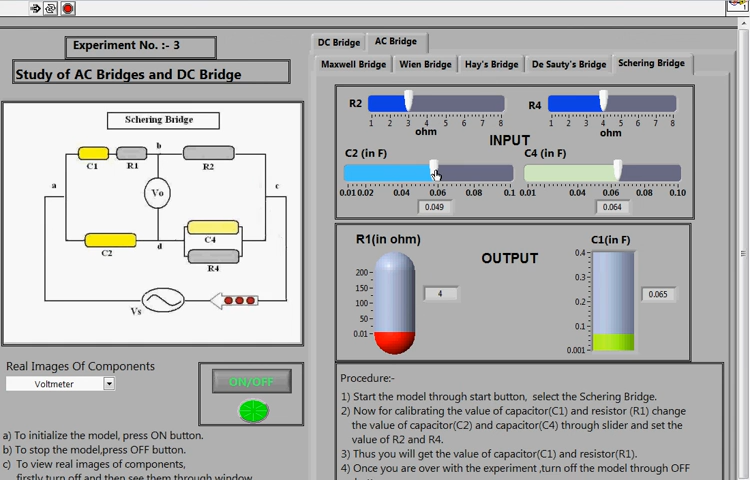 Experiment No. :- 3
Study of AC Bridges and DC Bridge
Schering Bridge
b
C1 R1 R2
a Vo c
C4
C2 d
R4
Vs
Real Images Of Components
Voltmeter
ON/OFF
a) To initialize the model, press ON button.
b) To stop the model,press OFF button.
c) To view real images of components,
firstly turn off and then see them through window
DC Bridge AC Bridge
Maxwell Bridge Wien Bridge Hay's Bridge De Sauty's Bridge Schering Bridge
R2 R4
1 2 3 4 5 6 7 8 1 2 3 4 5 6 7 8
ohm ohm
INPUT
C2 (in F) C4 (in F)
0.01 0.02 0.04 0.06 0.08 0.1 0.01 0.02 0.04 0.06 0.08 0.10
0.049 0.064
R1(in ohm) OUTPUT C1(in F)
200 150 100 50 0.01
4
0.4 0.3 0.2 0.1 0.001
0.065
Procedure:-
1) Start the model through start button, select the Schering Bridge.
2) Now for calibrating the value of capacitor(C1) and resistor (R1) change
the value of capacitor(C2) and capacitor(C4) through slider and set the
value of R2 and R4.
3) Thus you will get the value of capacitor(C1) and resistor(R1).
4) Once you are over with the experiment ,turn off the model through OFF